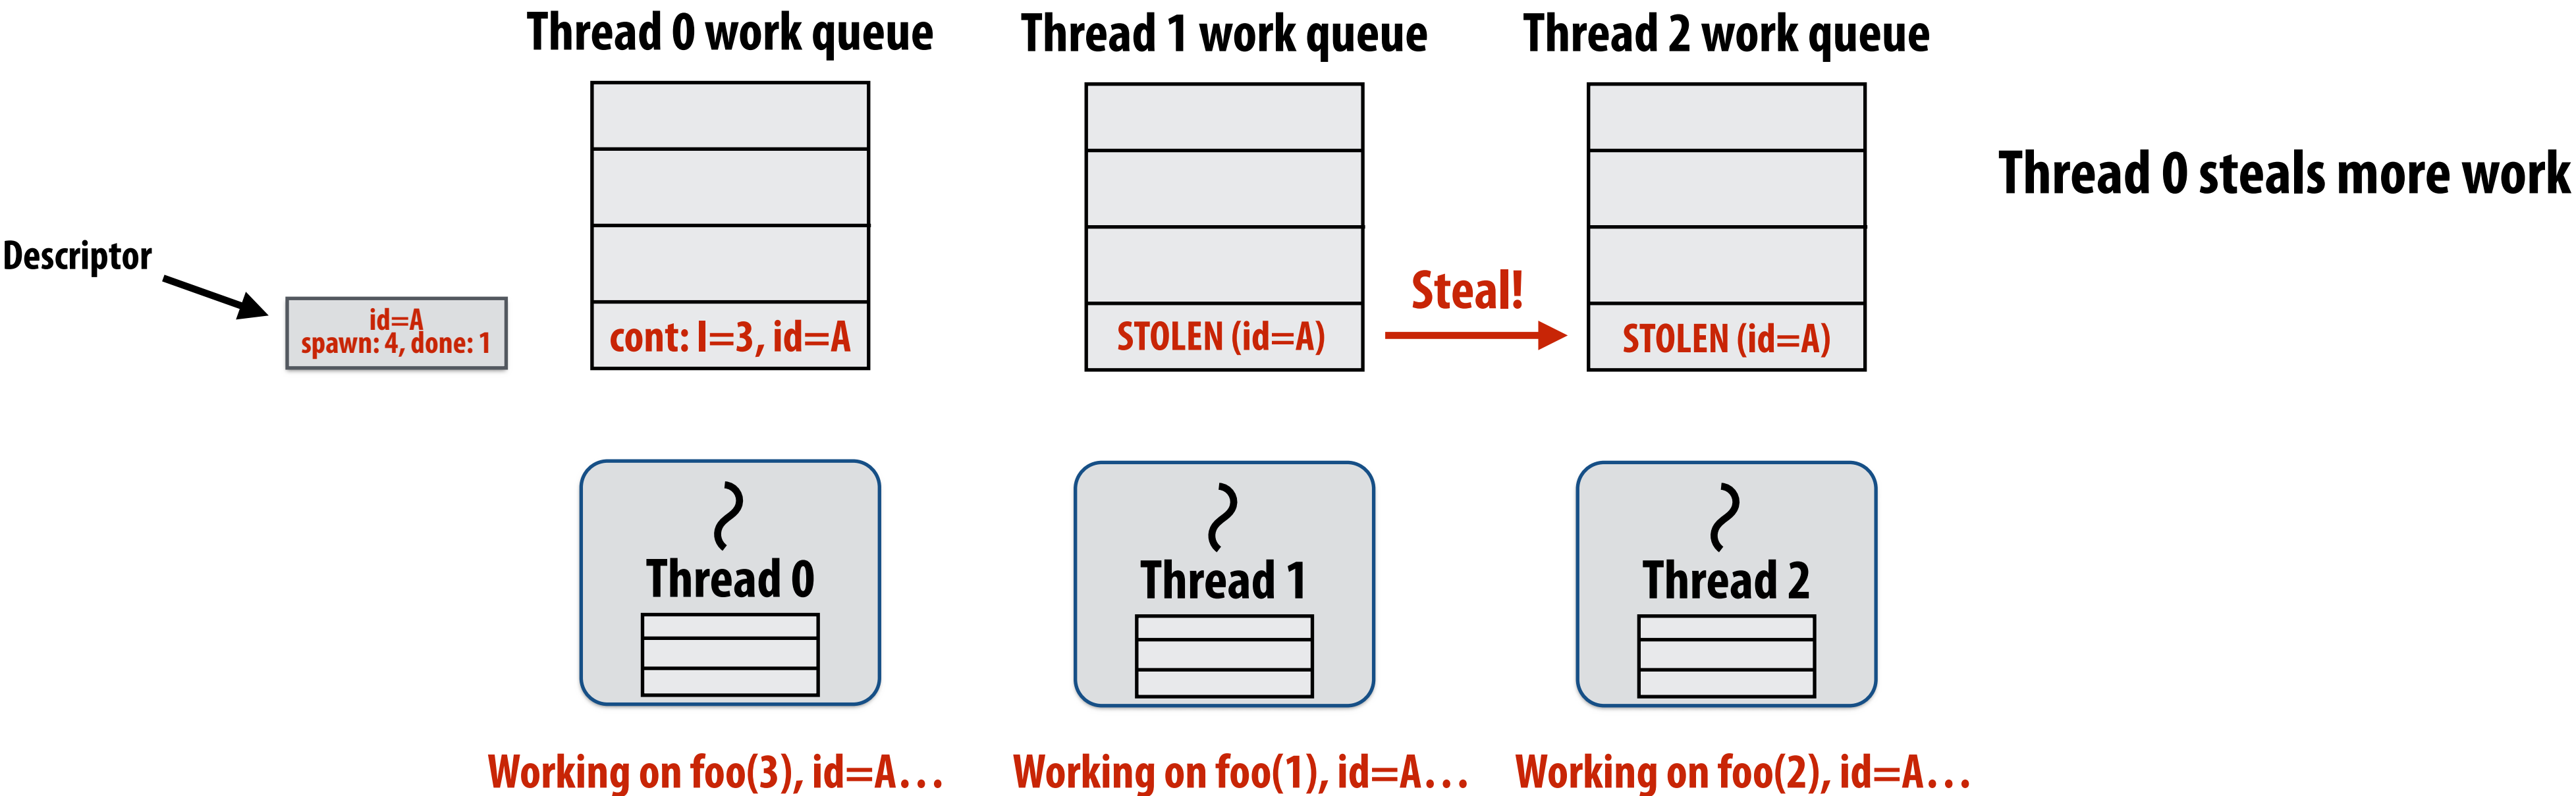 Thread 0 work queue
Thread 1 work queue
Thread 2 work queue
Thread 0 steals more work
Descriptor
id=A
spawn: 4, done: 1
cont: I=3, id=A
STOLEN (id=A)
Steal!
STOLEN (id=A)
Thread 0
Thread 1
Thread 2
Working on foo(3), id=A…
Working on foo(1), id=A…
Working on foo(2), id=A…